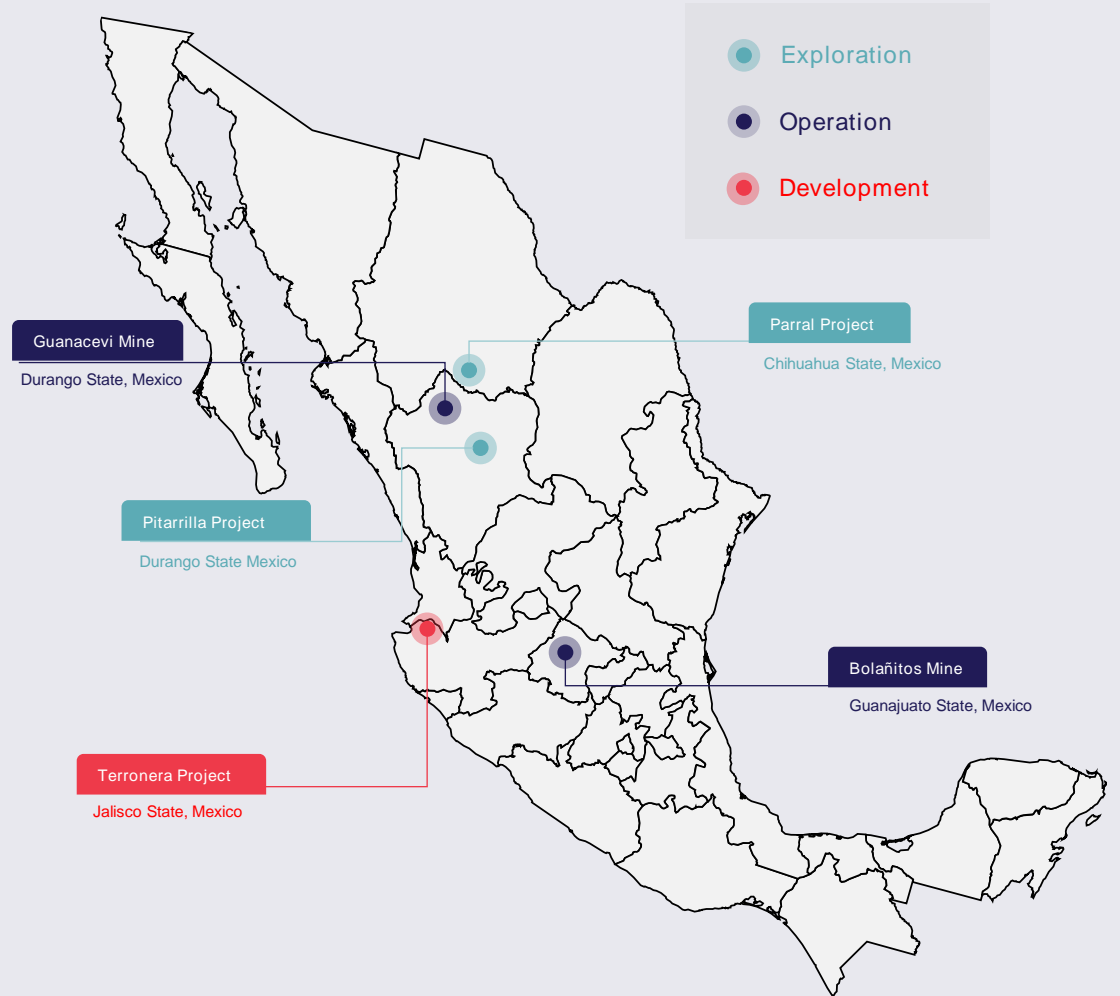 Exploration
Operation
Development
Guanacevi Mine
Durango State, Mexico
Parral Project
Chihuahua State, Mexico
Pitarrilla Project
Durango State Mexico
Bolañitos Mine
Guanajuato State, Mexico
Terronera Project
Jalisco State, Mexico